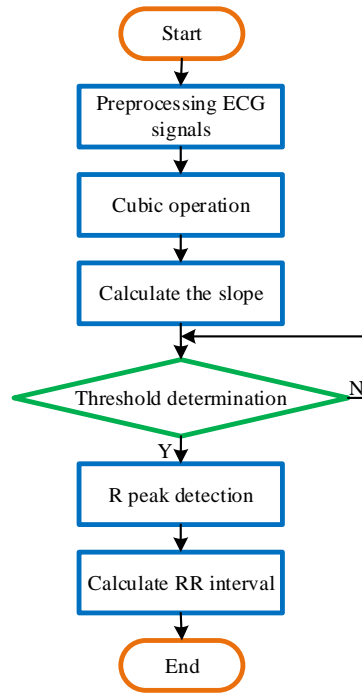 Start
Preprocessing ECG
signals
Cubic operation
Calculate the slope
Threshold determination
N
Y
R peak detection
Calculate RR interval
End